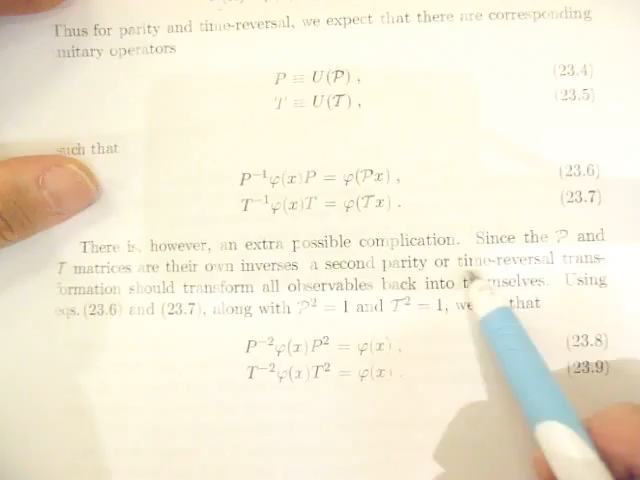 Thus for parity and time-reversal, we expect that there are corresponding
unitary operators
P ≡ U(𝒫) , (23.4)
T ≡ U(𝒯) , (23.5)
such that
P⁻¹φ(x)P = φ(𝒫x) , (23.6)
T⁻¹φ(x)T = φ(𝒯x) . (23.7)
There is, however, an extra possible complication. Since the 𝒫 and
𝒯 matrices are their own inverses a second parity or time-reversal trans-
formation should transform all observables back into themselves. Using
eqs. (23.6) and (23.7), along with 𝒫² = 1 and 𝒯² = 1, we that
P⁻²φ(x)P² = φ(x) , (23.8)
T⁻²φ(x)T² = φ(x) . (23.9)